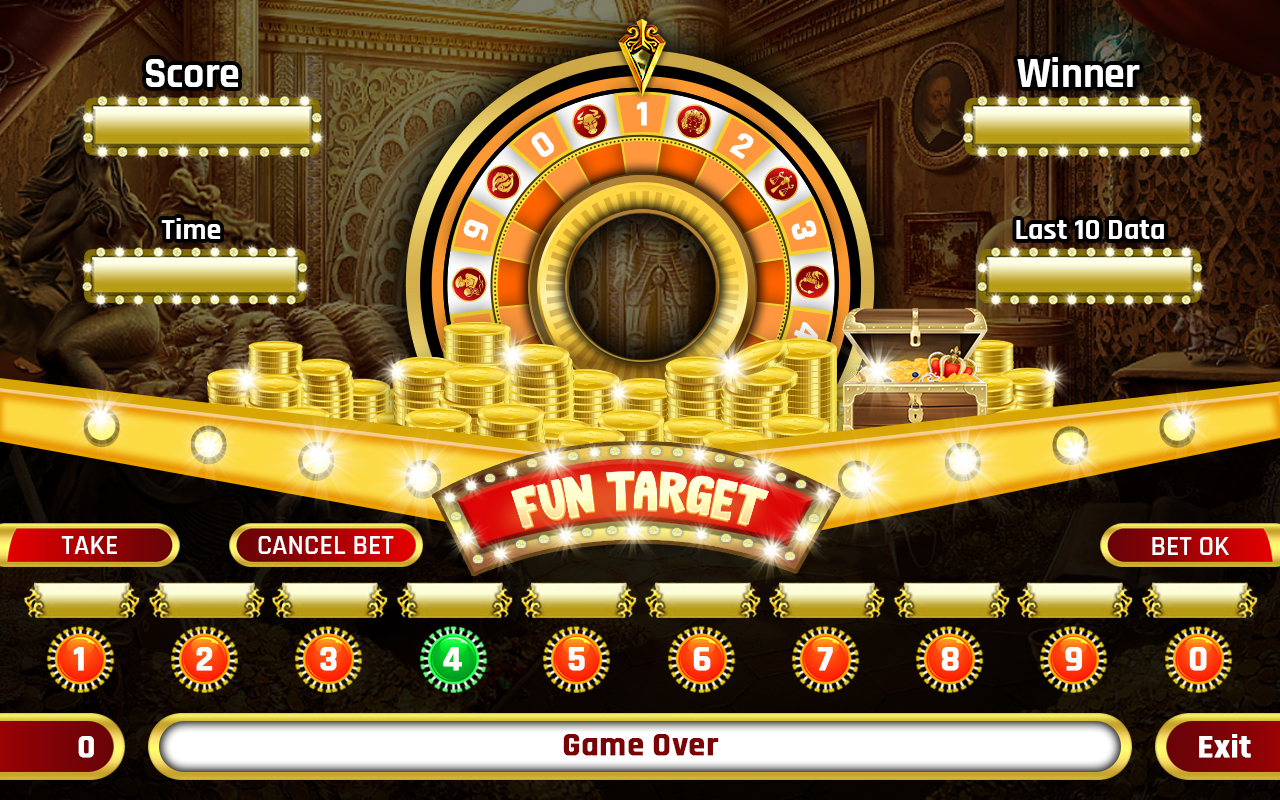 Score
Winner
Time
Last 10 Data
1
0
2
9
3
4
FUN TARGET
TAKE
CANCEL BET
BET OK
1 2 3 4 5 6 7 8 9 0
0
Game Over
Exit